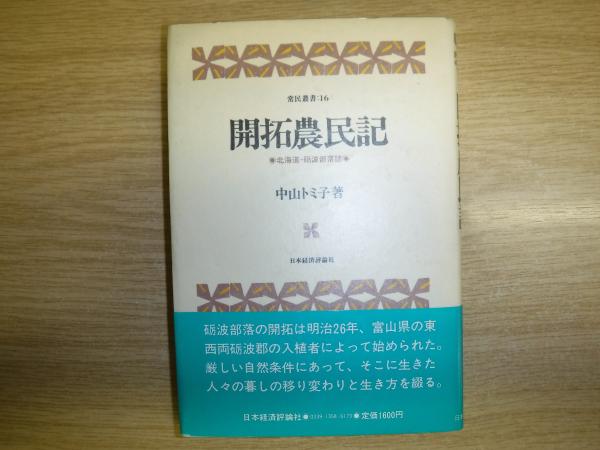 常民叢書:16
開拓農民記
◉北海道・砺波部落誌◉
中山トミ子著
日本経済評論社
砺波部落の開拓は明治26年、富山県の東
西両砺波郡の入植者によって始められた。
厳しい自然条件にあって、そこに生きた
人々の暮しの移り変わりと生き方を綴る。
日本経済評論社◉0339-1358-5173◉定価1600円